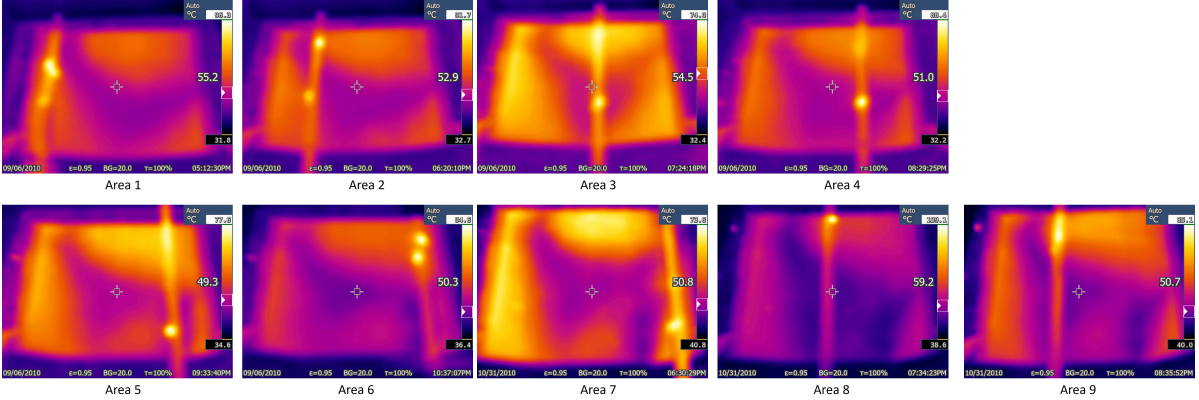 Auto
°C
55.2
31.8
09/06/2010 ε=0.95 BG=20.0 τ=100% 05:12:30PM
Area 1
Auto
°C
52.9
32.7
09/06/2010 ε=0.95 BG=20.0 τ=100% 06:20:10PM
Area 2
Auto
°C
54.5
32.4
09/06/2010 ε=0.95 BG=20.0 τ=100% 07:24:18PM
Area 3
Auto
°C
51.0
32.2
09/06/2010 ε=0.95 BG=20.0 τ=100% 08:29:25PM
Area 4
Auto
°C
49.3
34.6
09/06/2010 ε=0.95 BG=20.0 τ=100% 09:33:40PM
Area 5
Auto
°C
50.3
36.4
09/06/2010 ε=0.95 BG=20.0 τ=100% 10:37:07PM
Area 6
Auto
°C
50.8
40.8
10/31/2010 ε=0.95 BG=20.0 τ=100% 06:30:29PM
Area 7
Auto
°C
59.2
38.6
10/31/2010 ε=0.95 BG=20.0 τ=100% 07:34:23PM
Area 8
Auto
°C
50.7
40.0
10/31/2010 ε=0.95 BG=20.0 τ=100% 08:35:52PM
Area 9